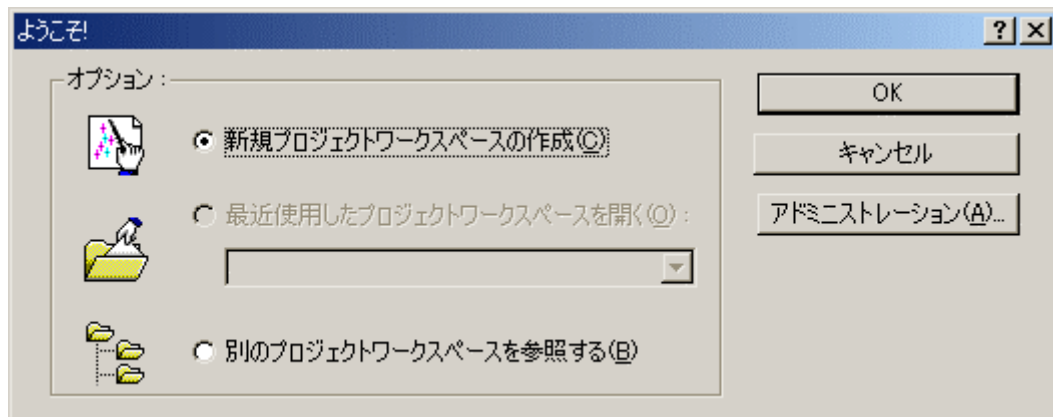 ようこそ!
オプション :
新規プロジェクトワークスペースの作成(C)
最近使用したプロジェクトワークスペースを開く(O) :
別のプロジェクトワークスペースを参照する(B)
OK
キャンセル
アドミニストレーション(A)...